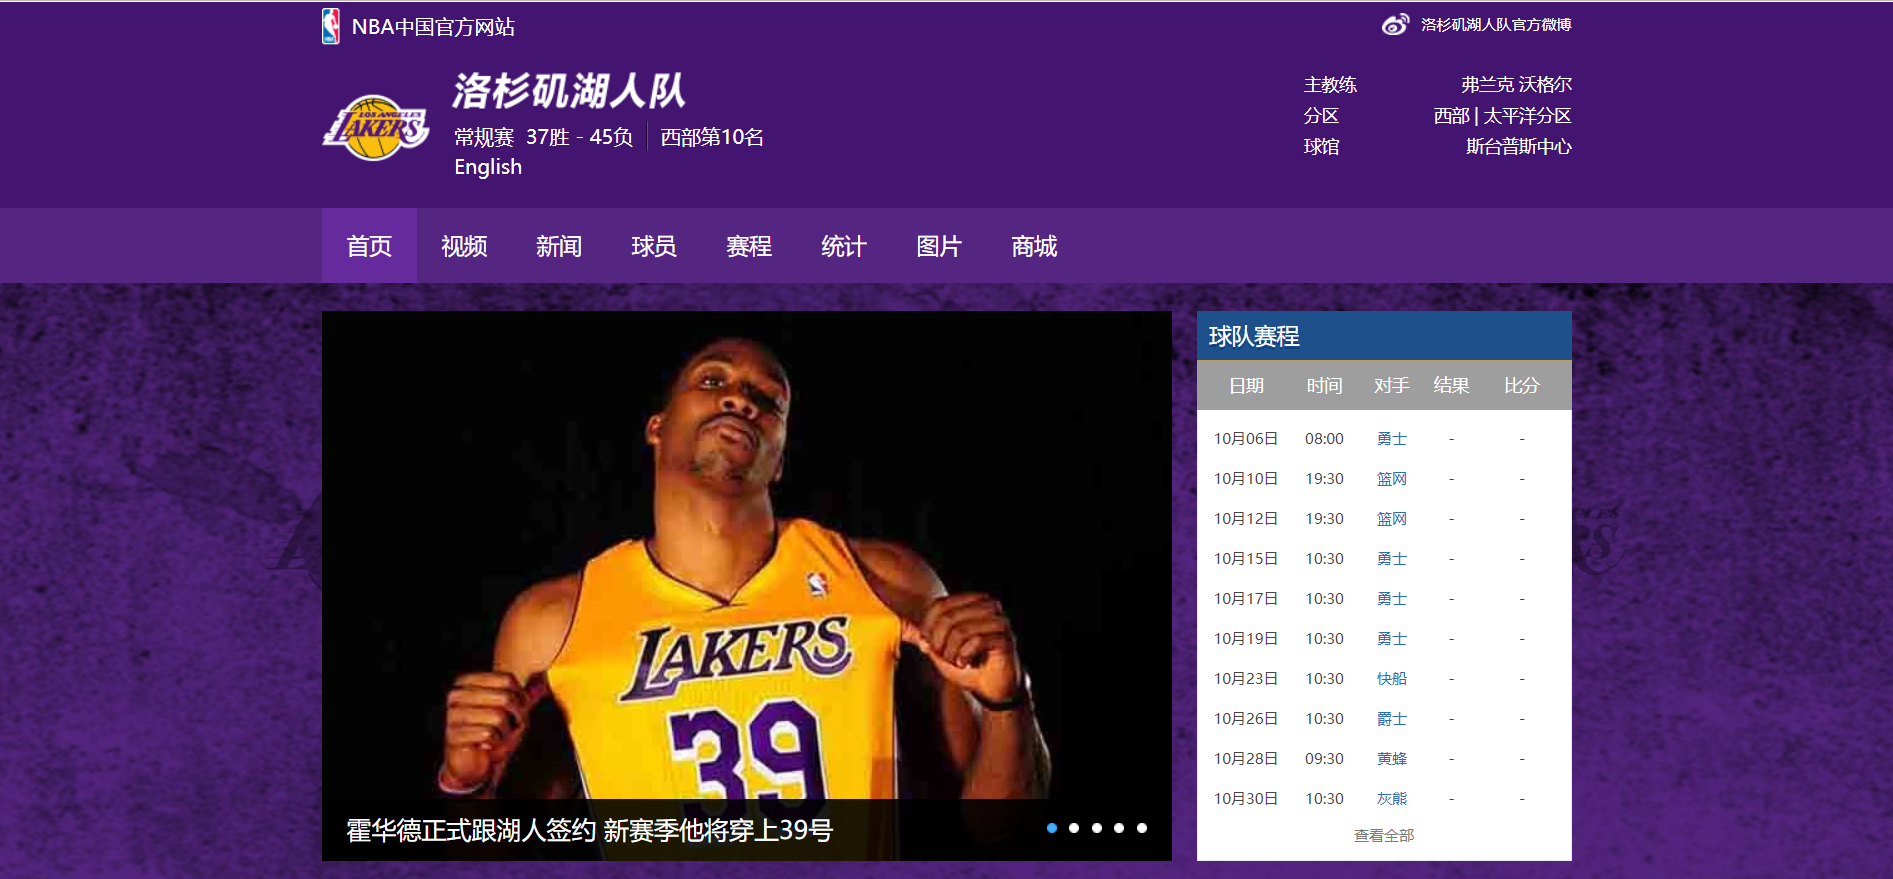 NBA中国官方网站
洛杉矶湖人队官方微博
LOS ANGELES
LAKERS
洛杉矶湖人队
常规赛 37胜 - 45负 西部第10名
English
主教练 弗兰克 沃格尔
分区 西部 | 太平洋分区
球馆 斯台普斯中心
首页 视频 新闻 球员 赛程 统计 图片 商城
LAKERS
39
霍华德正式跟湖人签约 新赛季他将穿上39号
球队赛程
日期 时间 对手 结果 比分
10月06日 08:00 勇士 - -
10月10日 19:30 篮网 - -
10月12日 19:30 篮网 - -
10月15日 10:30 勇士 - -
10月17日 10:30 勇士 - -
10月19日 10:30 勇士 - -
10月23日 10:30 快船 - -
10月26日 10:30 爵士 - -
10月28日 09:30 黄蜂 - -
10月30日 10:30 灰熊 - -
查看全部